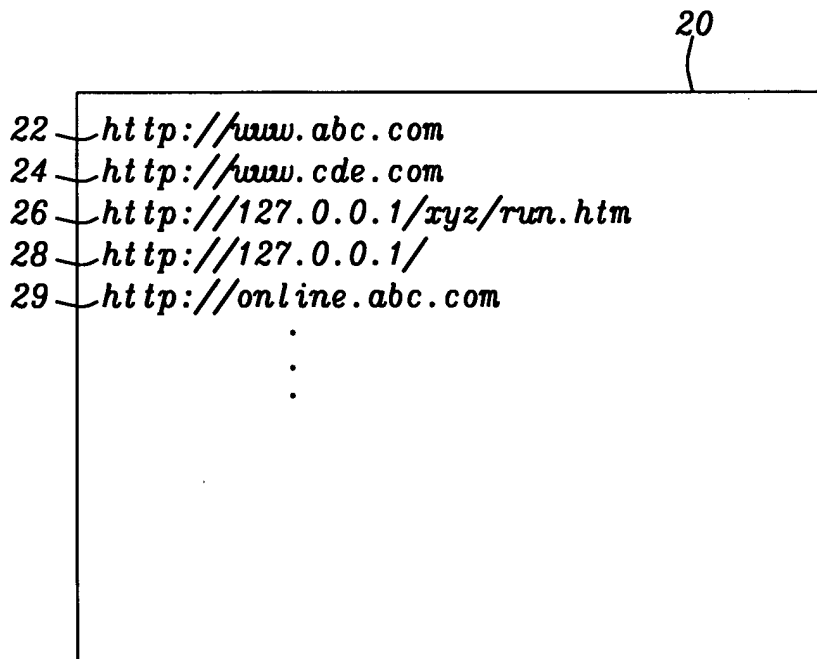 20
22 http://www.abc.com
24 http://www.cde.com
26 http://127.0.0.1/xyz/run.htm
28 http://127.0.0.1/
29 http://online.abc.com